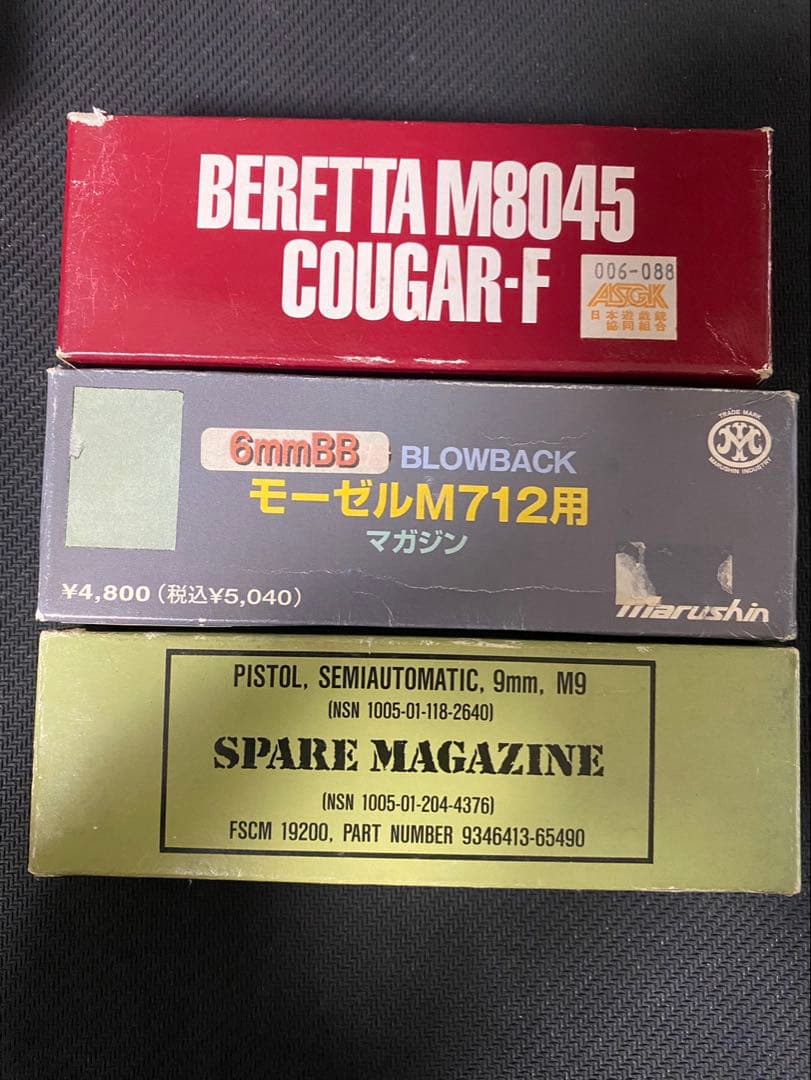 BERETTA M8045
COUGAR-F
006-088
ASGK
日本遊戯銃
協同組合
TRADE MARK
MARUSHIN INDUSTRY
6mmBB BLOWBACK
モーゼルM712用
マガジン
¥4,800(税込¥5,040)
marushin
PISTOL, SEMIAUTOMATIC, 9mm, M9
(NSN 1005-01-118-2640)
SPARE MAGAZINE
(NSN 1005-01-204-4376)
FSCM 19200, PART NUMBER 9346413-65490